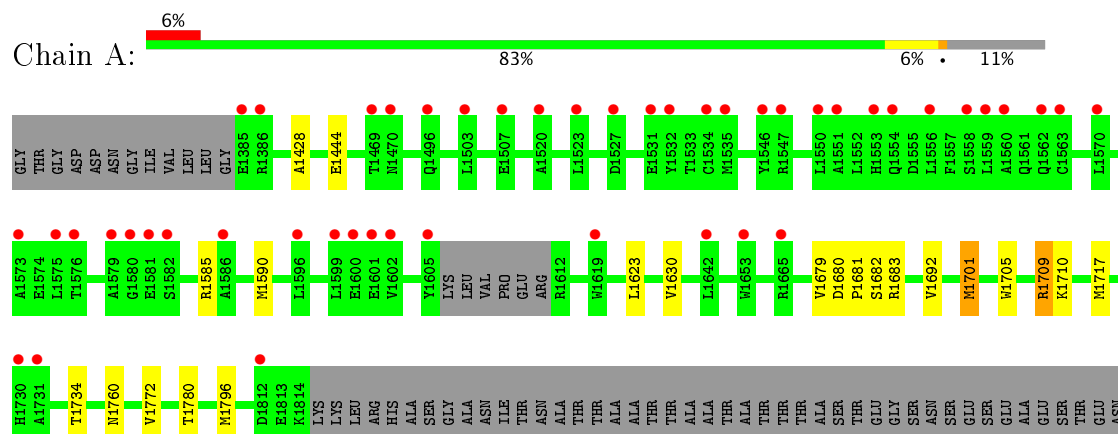 6%
Chain A:
83% 6% • 11%
GLY THR GLY ASP ASP ASN GLY ILE VAL LEU LEU GLY E1385 R1386 A1428 E1444 T1469 N1470 Q1496 L1503 E1507 A1520 L1523 D1527 E1531 Y1532 T1533 C1534 M1535 Y1546 R1547 L1550 A1551 L1552 H1553 Q1554 D1555 L1556 F1557 S1558 L1559 A1560 Q1561 Q1562 C1563 L1570
A1573 E1574 L1575 T1576 A1579 G1580 E1581 S1582 R1585 A1586 M1590 L1596 L1599 E1600 E1601 V1602 Y1605 LYS LEU VAL PRO GLU ARG R1612 W1619 L1623 V1630 L1642 W1653 R1665 V1679 D1680 P1681 S1682 R1683 V1692 M1701 W1705 R1709 K1710 M1717
H1730 A1731 T1734 N1760 V1772 T1780 M1796 D1812 E1813 K1814 LYS LYS LEU ARG HIS ALA SER GLY ALA ASN ILE THR ASN ALA THR THR ALA ALA THR THR ALA ALA THR ALA THR THR ALA SER THR GLU GLY SER ASN SER GLU SER GLU ALA GLU SER THR GLU ASN